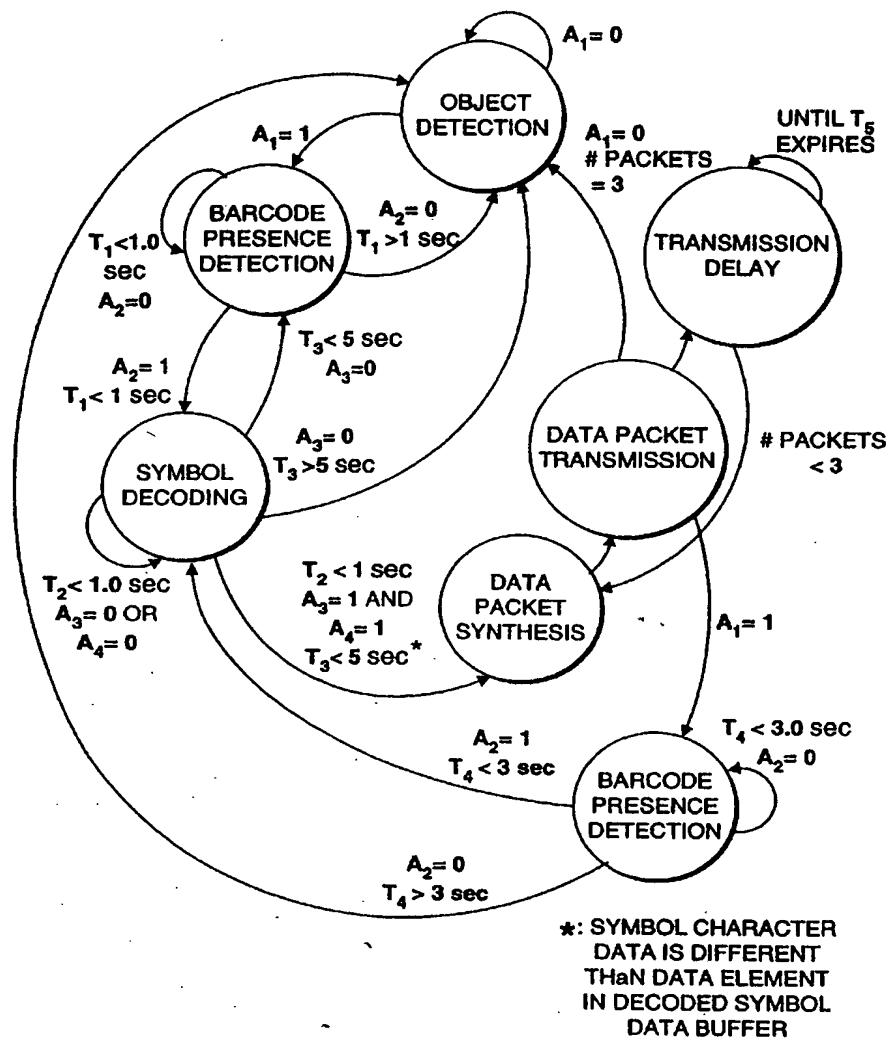 A₁= 0
OBJECT
DETECTION
A₁= 1
A₁= 0
# PACKETS
= 3
UNTIL T₅
EXPIRES
BARCODE
PRESENCE
DETECTION
A₂= 0
T₁ >1 sec
TRANSMISSION
DELAY
T₁<1.0
sec
A₂=0
T₃< 5 sec
A₃=0
A₂= 1
T₁< 1 sec
SYMBOL
DECODING
A₃= 0
T₃ >5 sec
DATA PACKET
TRANSMISSION
# PACKETS
< 3
T₂< 1.0 sec
A₃= 0 OR
A₄= 0
T₂ < 1 sec
A₃= 1 AND
A₄= 1
T₃< 5 sec*
DATA
PACKET
SYNTHESIS
A₁= 1
A₂= 1
T₄ < 3 sec
BARCODE
PRESENCE
DETECTION
T₄ < 3.0 sec
A₂= 0
A₂= 0
T₄ > 3 sec
*: SYMBOL CHARACTER
DATA IS DIFFERENT
THaN DATA ELEMENT
IN DECODED SYMBOL
DATA BUFFER